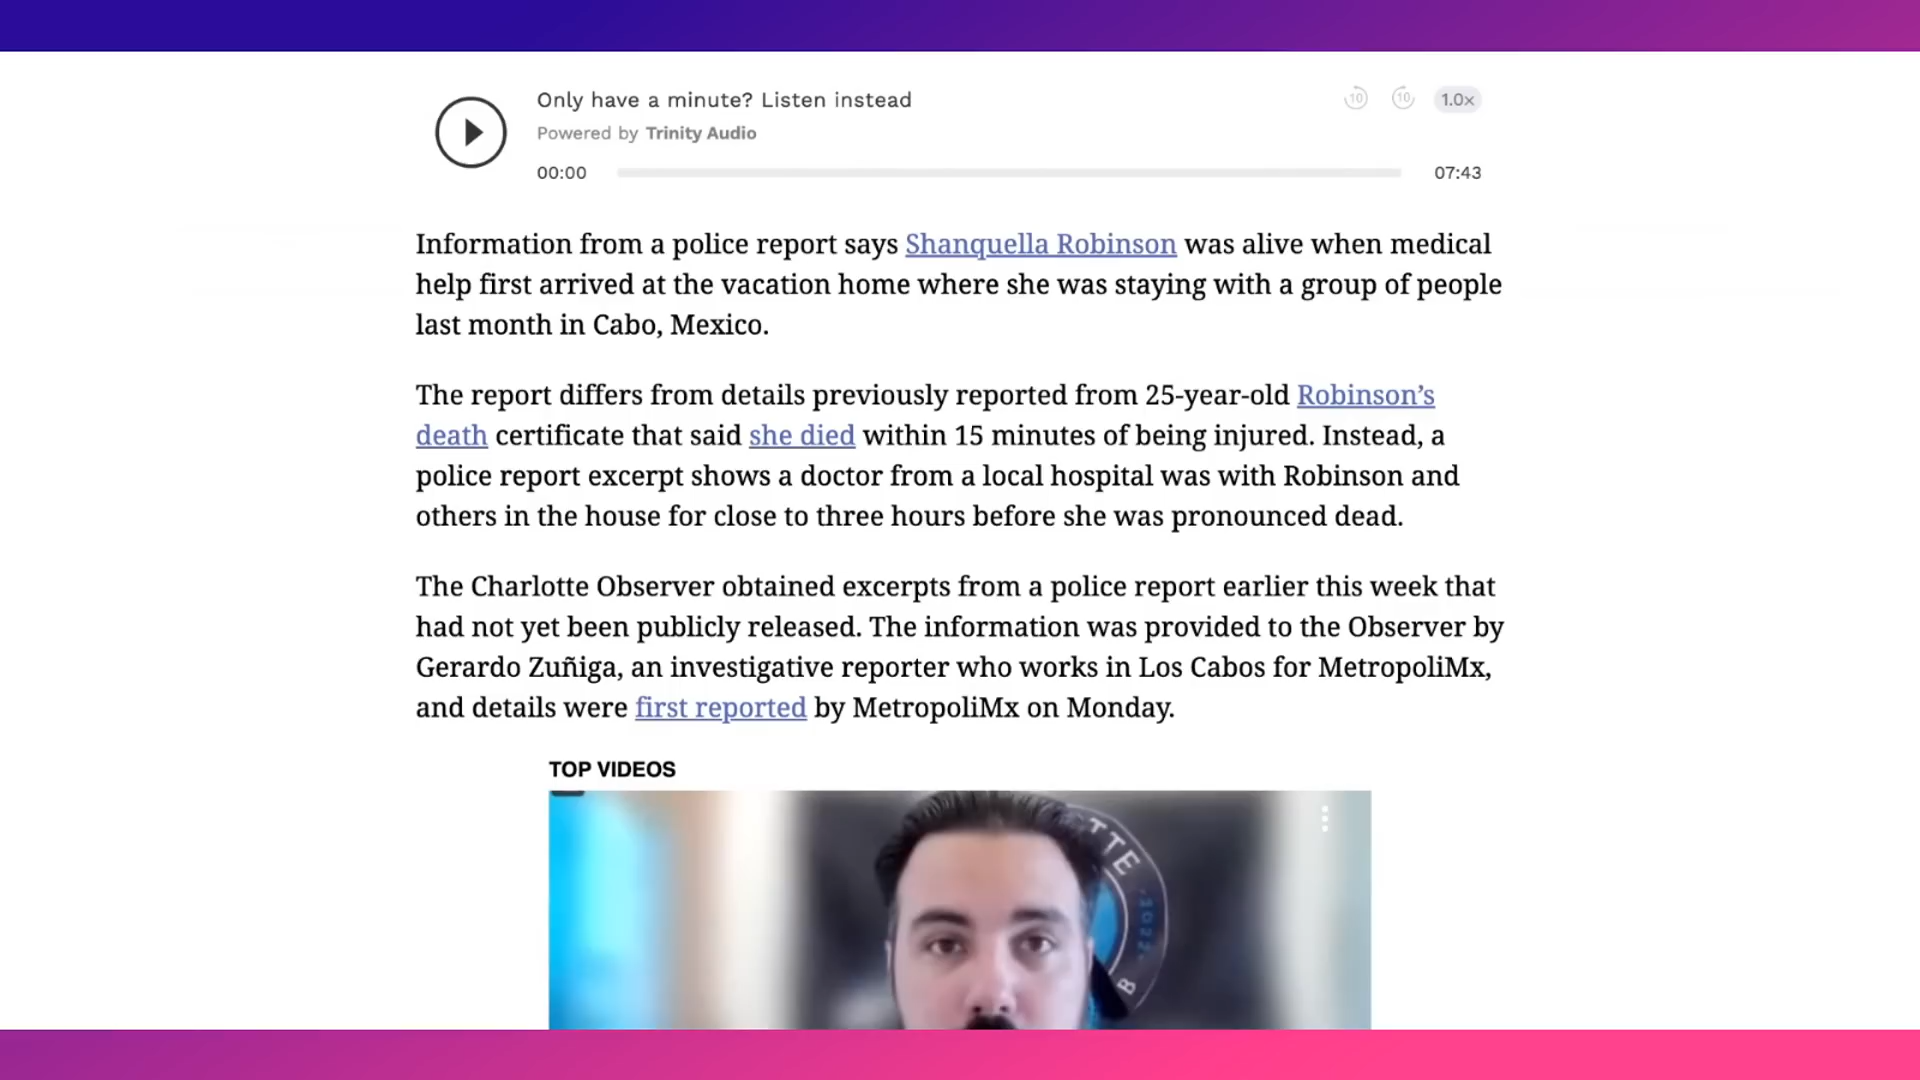 Only have a minute? Listen instead
10
10
1.0x
Powered by Trinity Audio
00:00
07:43
Information from a police report says Shanquella Robinson was alive when medical
help first arrived at the vacation home where she was staying with a group of people
last month in Cabo, Mexico.
The report differs from details previously reported from 25-year-old Robinson’s
death certificate that said she died within 15 minutes of being injured. Instead, a
police report excerpt shows a doctor from a local hospital was with Robinson and
others in the house for close to three hours before she was pronounced dead.
The Charlotte Observer obtained excerpts from a police report earlier this week that
had not yet been publicly released. The information was provided to the Observer by
Gerardo Zuñiga, an investigative reporter who works in Los Cabos for MetropoliMx,
and details were first reported by MetropoliMx on Monday.
TOP VIDEOS
TTE
B